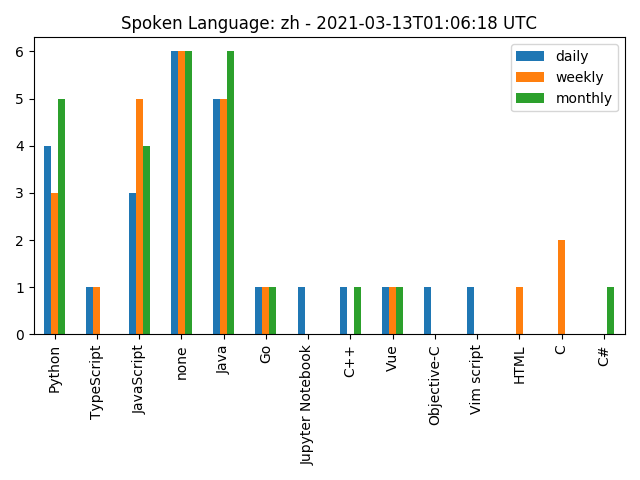 Spoken Language: zh - 2021-03-13T01:06:18 UTC
daily
weekly
monthly
6
5
4
3
2
1
0
Python
TypeScript
JavaScript
none
Java
Go
Jupyter Notebook
C++
Vue
Objective-C
Vim script
HTML
C
C#